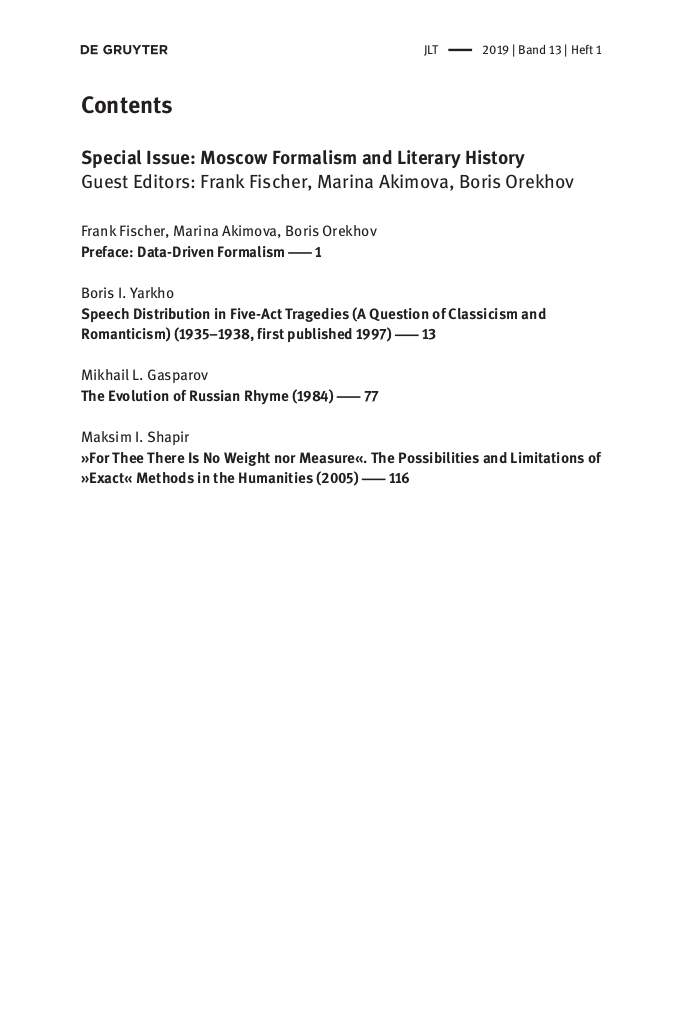 DE GRUYTER
JLT — 2019 | Band 13 | Heft 1
Contents
Special Issue: Moscow Formalism and Literary History
Guest Editors: Frank Fischer, Marina Akimova, Boris Orekhov
Frank Fischer, Marina Akimova, Boris Orekhov
Preface: Data-Driven Formalism — 1
Boris I. Yarkho
Speech Distribution in Five-Act Tragedies (A Question of Classicism and
Romanticism) (1935–1938, first published 1997) — 13
Mikhail L. Gasparov
The Evolution of Russian Rhyme (1984) — 77
Maksim I. Shapir
»For Thee There Is No Weight nor Measure«. The Possibilities and Limitations of
»Exact« Methods in the Humanities (2005) — 116